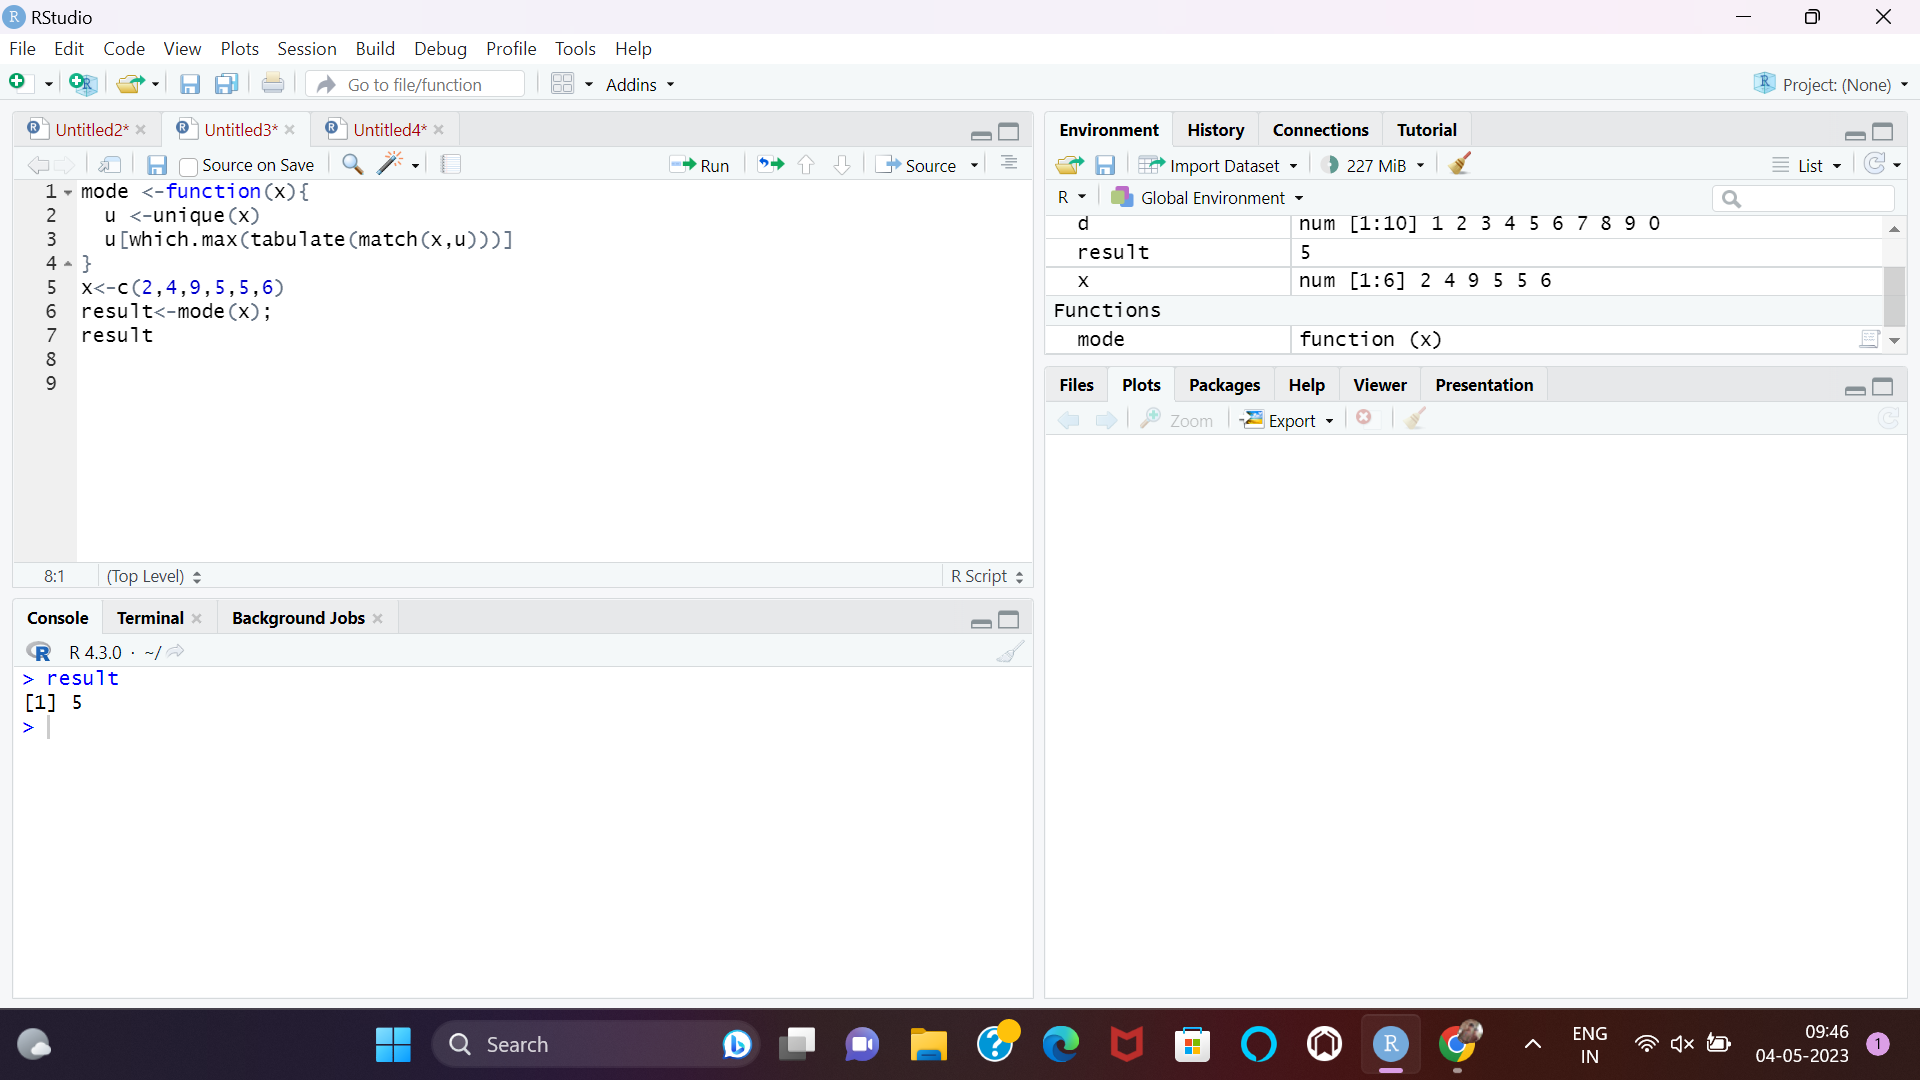 RStudio
File Edit Code View Plots Session Build Debug Profile Tools Help
Go to file/function Addins Project: (None)
Untitled2* Untitled3* Untitled4*
Source on Save Run Source
1 mode <-function(x){
2   u <-unique(x)
3   u[which.max(tabulate(match(x,u)))]
4 }
5 x<-c(2,4,9,5,5,6)
6 result<-mode(x);
7 result
8
9
8:1 (Top Level) R Script
Console Terminal Background Jobs
R 4.3.0 · ~/
> result
[1] 5
>
Environment History Connections Tutorial
Import Dataset 227 MiB List
R Global Environment
d num [1:10] 1 2 3 4 5 6 7 8 9 0
result 5
x num [1:6] 2 4 9 5 5 6
Functions
mode function (x)
Files Plots Packages Help Viewer Presentation
Zoom Export
Search
ENG
IN
09:46
04-05-2023
1